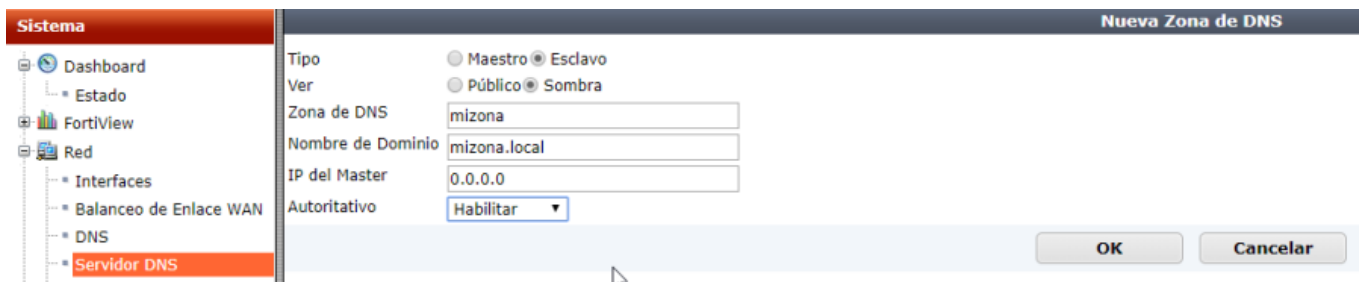 Sistema
Dashboard
Estado
FortiView
Red
Interfaces
Balanceo de Enlace WAN
DNS
Servidor DNS
Nueva Zona de DNS
Tipo Maestro Esclavo
Ver Público Sombra
Zona de DNS mizona
Nombre de Dominio mizona.local
IP del Master 0.0.0.0
Autoritativo Habilitar
OK Cancelar